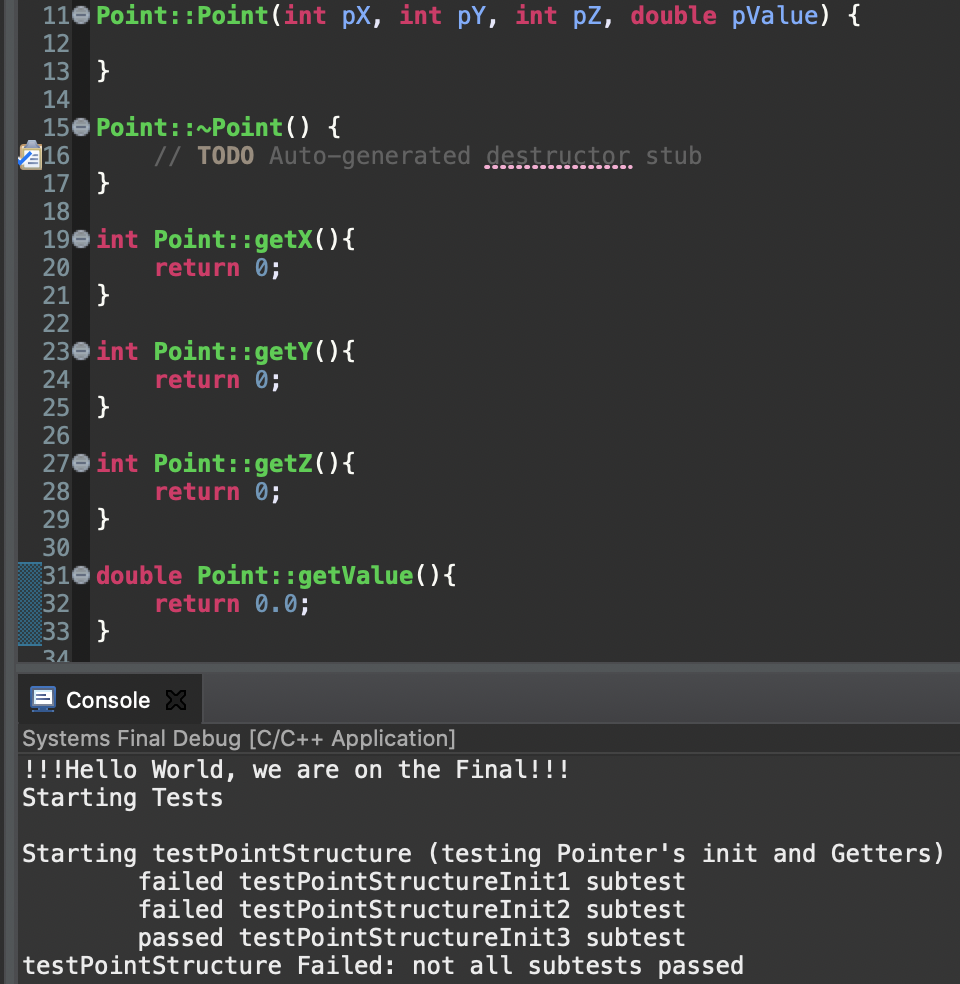 11 Point::Point(int pX, int pY, int pZ, double pValue) {
12
13 }
14
15 Point::~Point() {
16     // TODO Auto-generated destructor stub
17 }
18
19 int Point::getX(){
20     return 0;
21 }
22
23 int Point::getY(){
24     return 0;
25 }
26
27 int Point::getZ(){
28     return 0;
29 }
30
31 double Point::getValue(){
32     return 0.0;
33 }
34
Console
Systems Final Debug [C/C++ Application]
!!!Hello World, we are on the Final!!!
Starting Tests
Starting testPointStructure (testing Pointer's init and Getters)
        failed testPointStructureInit1 subtest
        failed testPointStructureInit2 subtest
        passed testPointStructureInit3 subtest
testPointStructure Failed: not all subtests passed